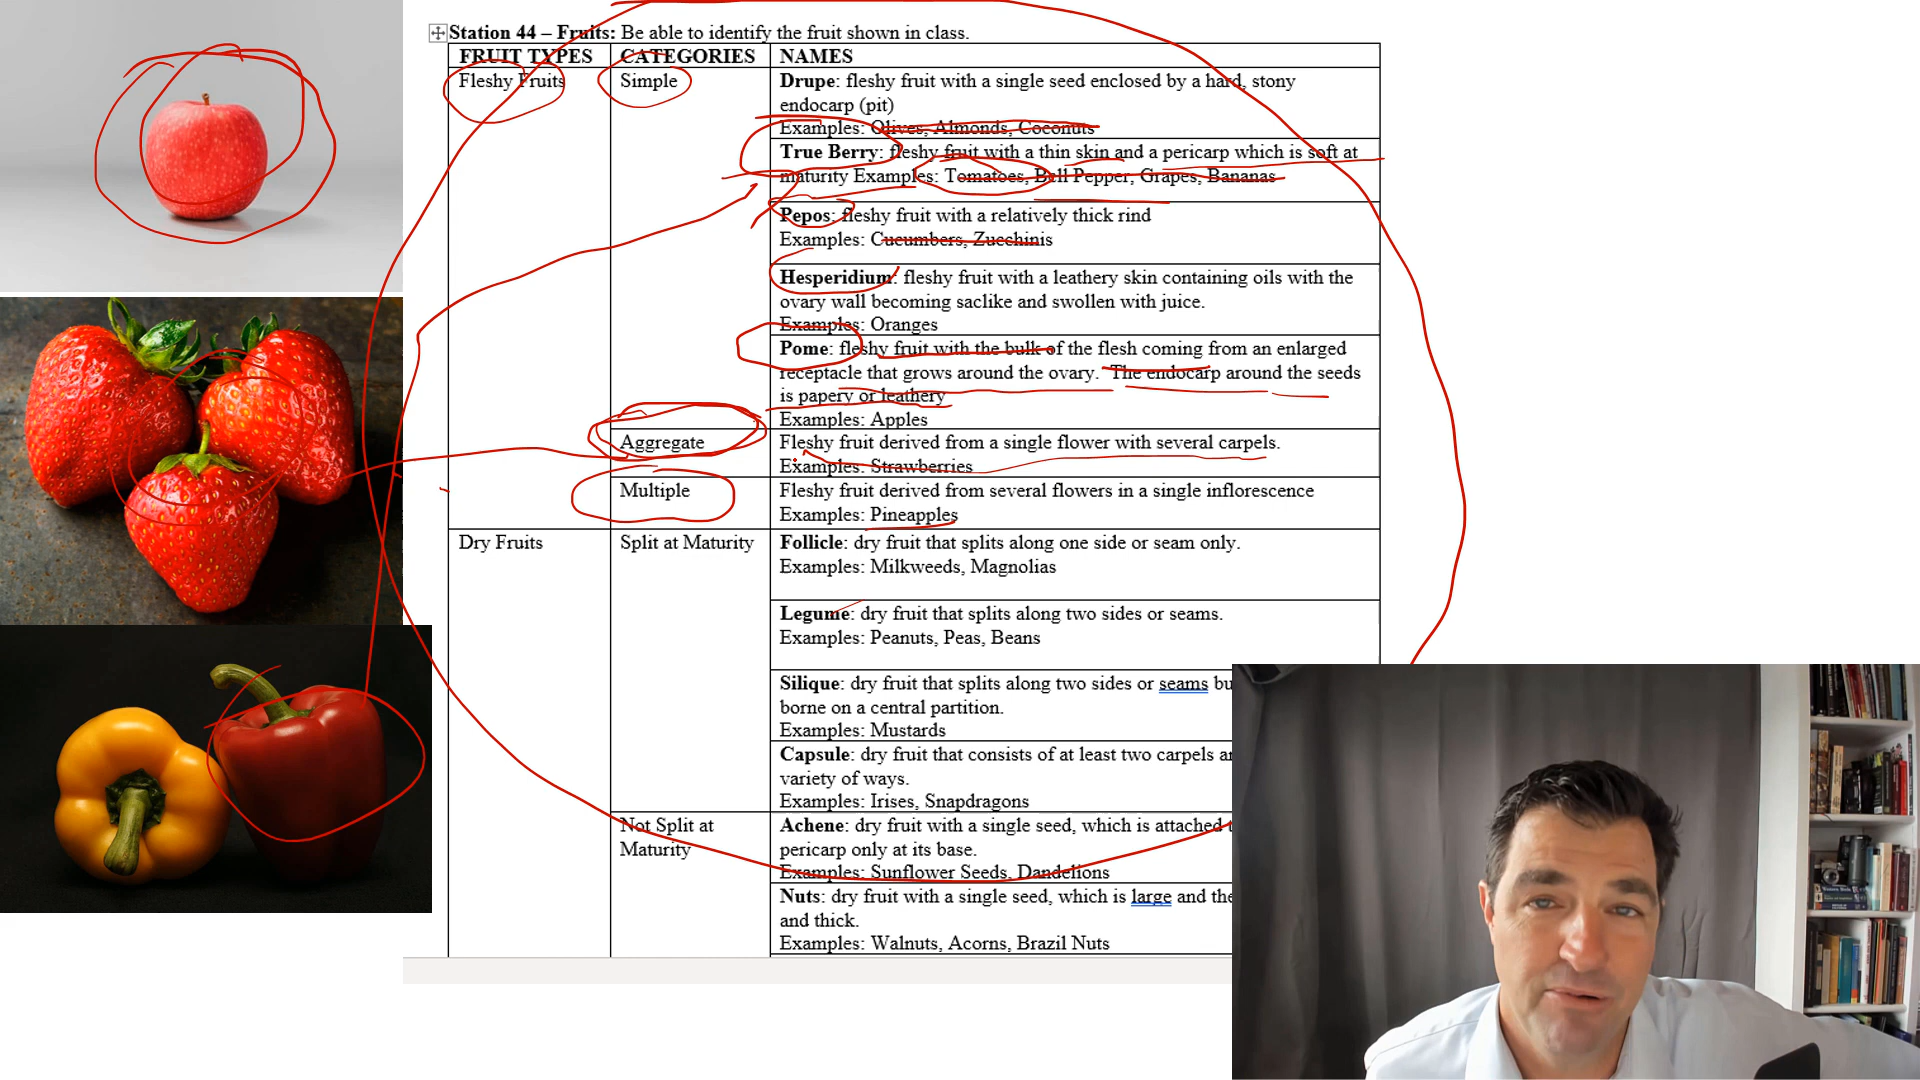 Station 44 – Fruits: Be able to identify the fruit shown in class.
FRUIT TYPES CATEGORIES NAMES
Fleshy Fruits Simple Drupe: fleshy fruit with a single seed enclosed by a hard, stony
endocarp (pit)
Examples: Olives, Almonds, Coconuts
True Berry: fleshy fruit with a thin skin and a pericarp which is soft at
maturity Examples: Tomatoes, Bell Pepper, Grapes, Bananas
Pepos: fleshy fruit with a relatively thick rind
Examples: Cucumbers, Zucchinis
Hesperidium: fleshy fruit with a leathery skin containing oils with the
ovary wall becoming saclike and swollen with juice.
Examples: Oranges
Pome: fleshy fruit with the bulk of the flesh coming from an enlarged
receptacle that grows around the ovary. The endocarp around the seeds
is papery or leathery
Examples: Apples
Aggregate Fleshy fruit derived from a single flower with several carpels.
Examples: Strawberries
Multiple Fleshy fruit derived from several flowers in a single inflorescence
Examples: Pineapples
Dry Fruits Split at Maturity Follicle: dry fruit that splits along one side or seam only.
Examples: Milkweeds, Magnolias
Legume: dry fruit that splits along two sides or seams.
Examples: Peanuts, Peas, Beans
Silique: dry fruit that splits along two sides or seams bu
borne on a central partition.
Examples: Mustards
Capsule: dry fruit that consists of at least two carpels
variety of ways.
Examples: Irises, Snapdragons
Not Split at Achene: dry fruit with a single seed, which is attached
Maturity pericarp only at its base.
Examples: Sunflower Seeds, Dandelions
Nuts: dry fruit with a single seed, which is large and the
and thick.
Examples: Walnuts, Acorns, Brazil Nuts